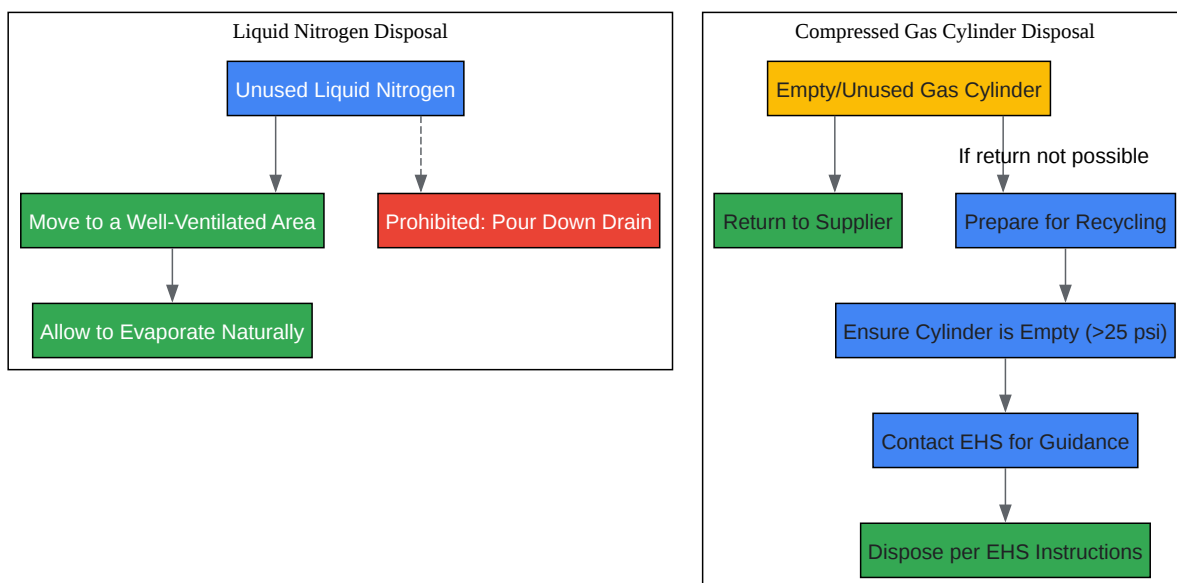 Liquid Nitrogen Disposal
Unused Liquid Nitrogen
Move to a Well-Ventilated Area
Prohibited: Pour Down Drain
Allow to Evaporate Naturally
Compressed Gas Cylinder Disposal
Empty/Unused Gas Cylinder
If return not possible
Return to Supplier
Prepare for Recycling
Ensure Cylinder is Empty (>25 psi)
Contact EHS for Guidance
Dispose per EHS Instructions